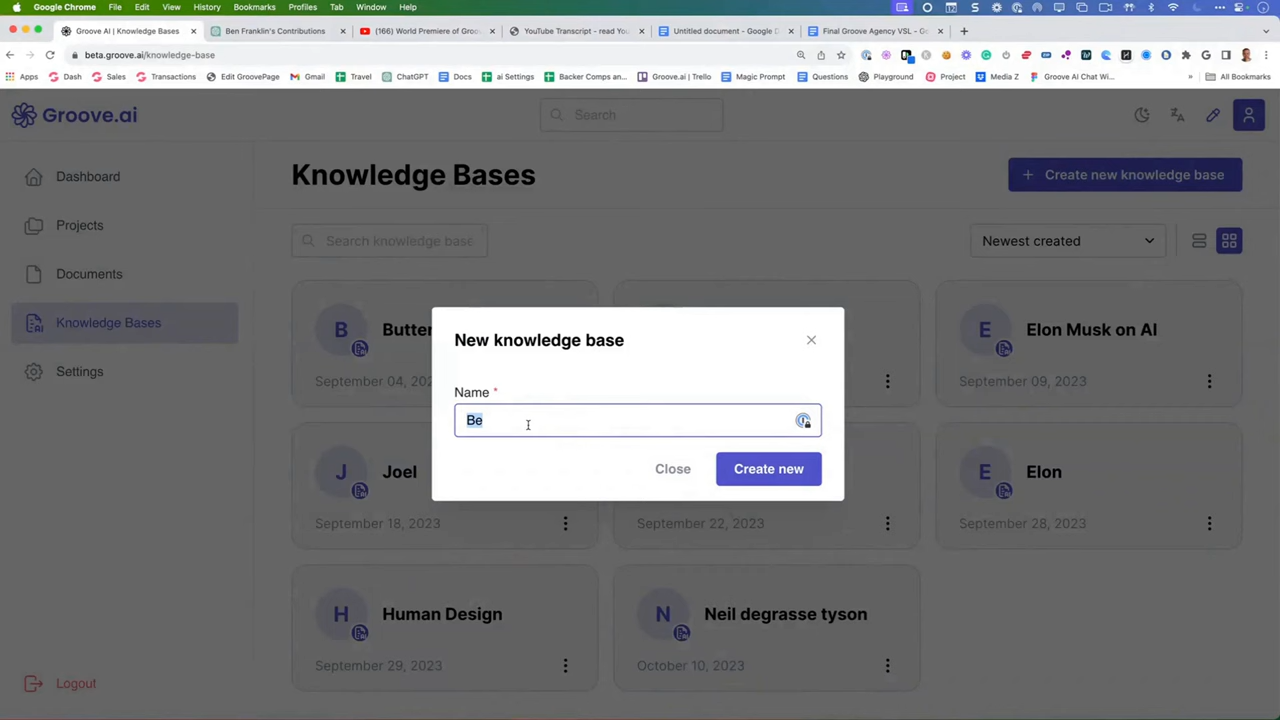 Google Chrome File Edit View History Bookmarks Profiles Tab Window Help
Groove AI | Knowledge Bases
Ben Franklin's Contributions
(166) World Premiere of Groo
YouTube Transcript - read You
Untitled document - Google D
Final Groove Agency VSL - Go
beta.groove.ai/knowledge-base
Apps Dash Sales Transactions Edit GroovePage Gmail Travel ChatGPT Docs ai Settings Backer Comps an... Groove.ai | Trello Magic Prompt Questions Playground Project Media Z Groove AI Chat Wi... » All Bookmarks
Groove.ai
Search
Dashboard
Projects
Documents
Knowledge Bases
Settings
Logout
Knowledge Bases
+ Create new knowledge base
Search knowledge base
Newest created
B Butter
September 04, 202
E Elon Musk on AI
September 09, 2023
J Joel
September 18, 2023
September 22, 2023
E Elon
September 28, 2023
H Human Design
September 29, 2023
N Neil degrasse tyson
October 10, 2023
New knowledge base
Name *
Be
Close
Create new